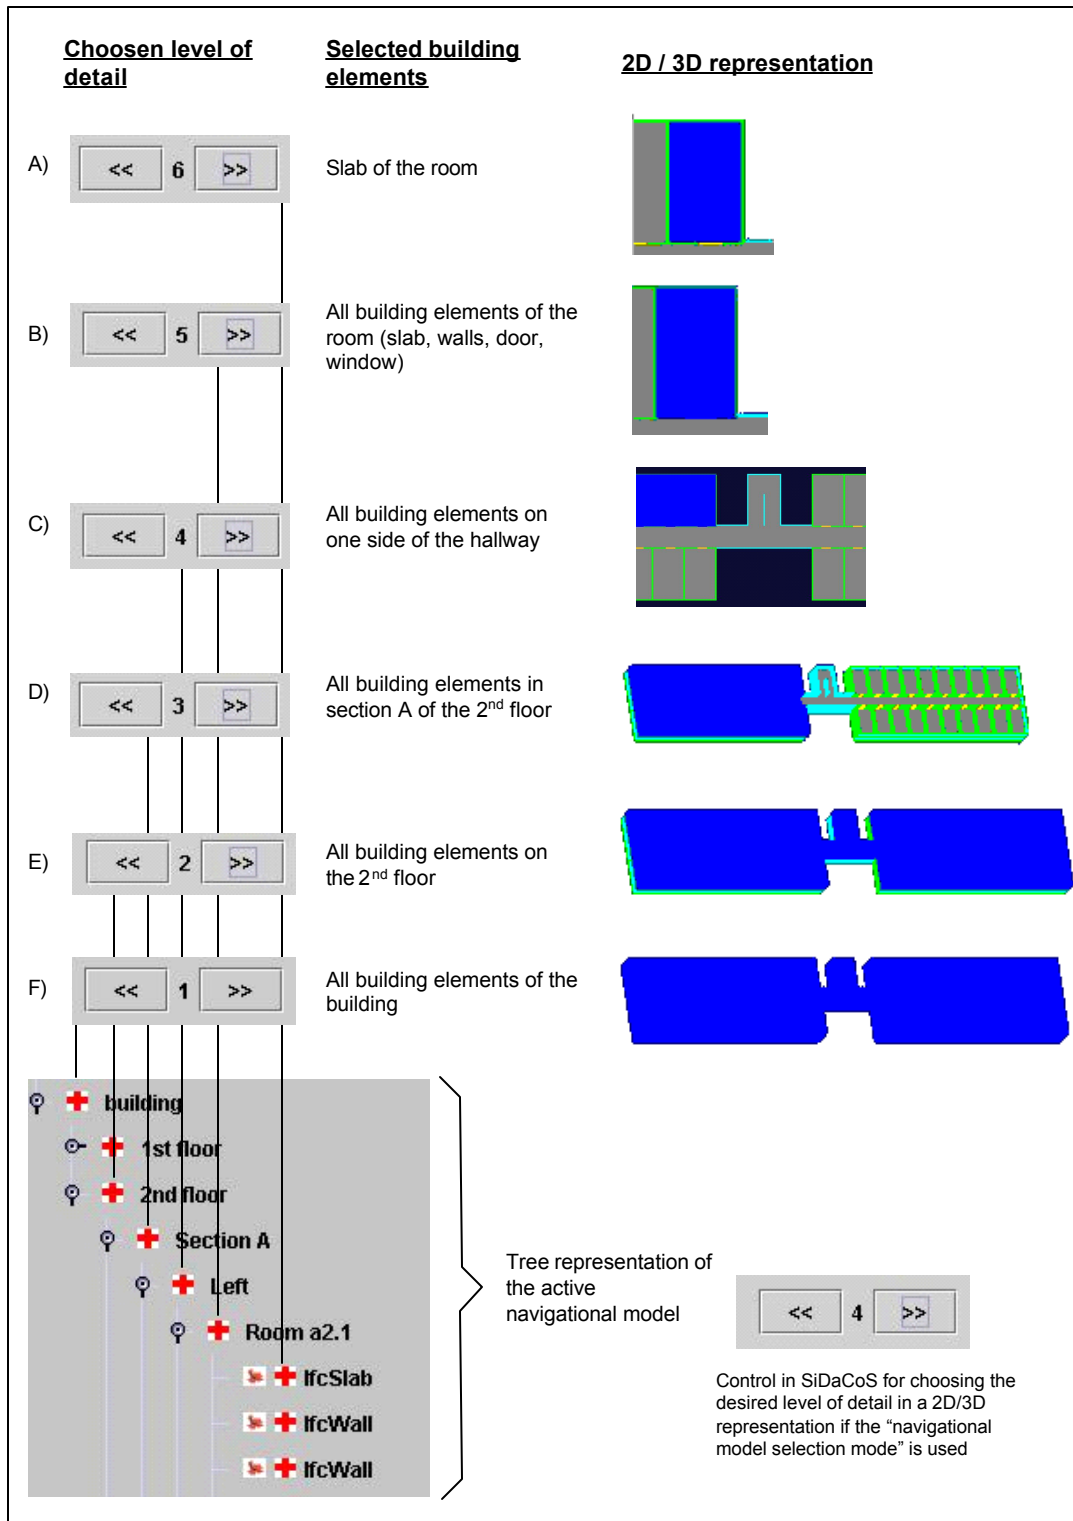 Choosen level of
detail
Selected building
elements
2D / 3D representation
A)
<< 6 >>
Slab of the room
B)
<< 5 >>
All building elements of the
room (slab, walls, door,
window)
C)
<< 4 >>
All building elements on
one side of the hallway
D)
<< 3 >>
All building elements in
section A of the 2nd floor
E)
<< 2 >>
All building elements on
the 2nd floor
F)
<< 1 >>
All building elements of the
building
building
1st floor
2nd floor
Section A
Left
Room a2.1
IfcSlab
IfcWall
IfcWall
Tree representation of
the active
navigational model
<< 4 >>
Control in SiDaCoS for choosing the
desired level of detail in a 2D/3D
representation if the “navigational
model selection mode” is used